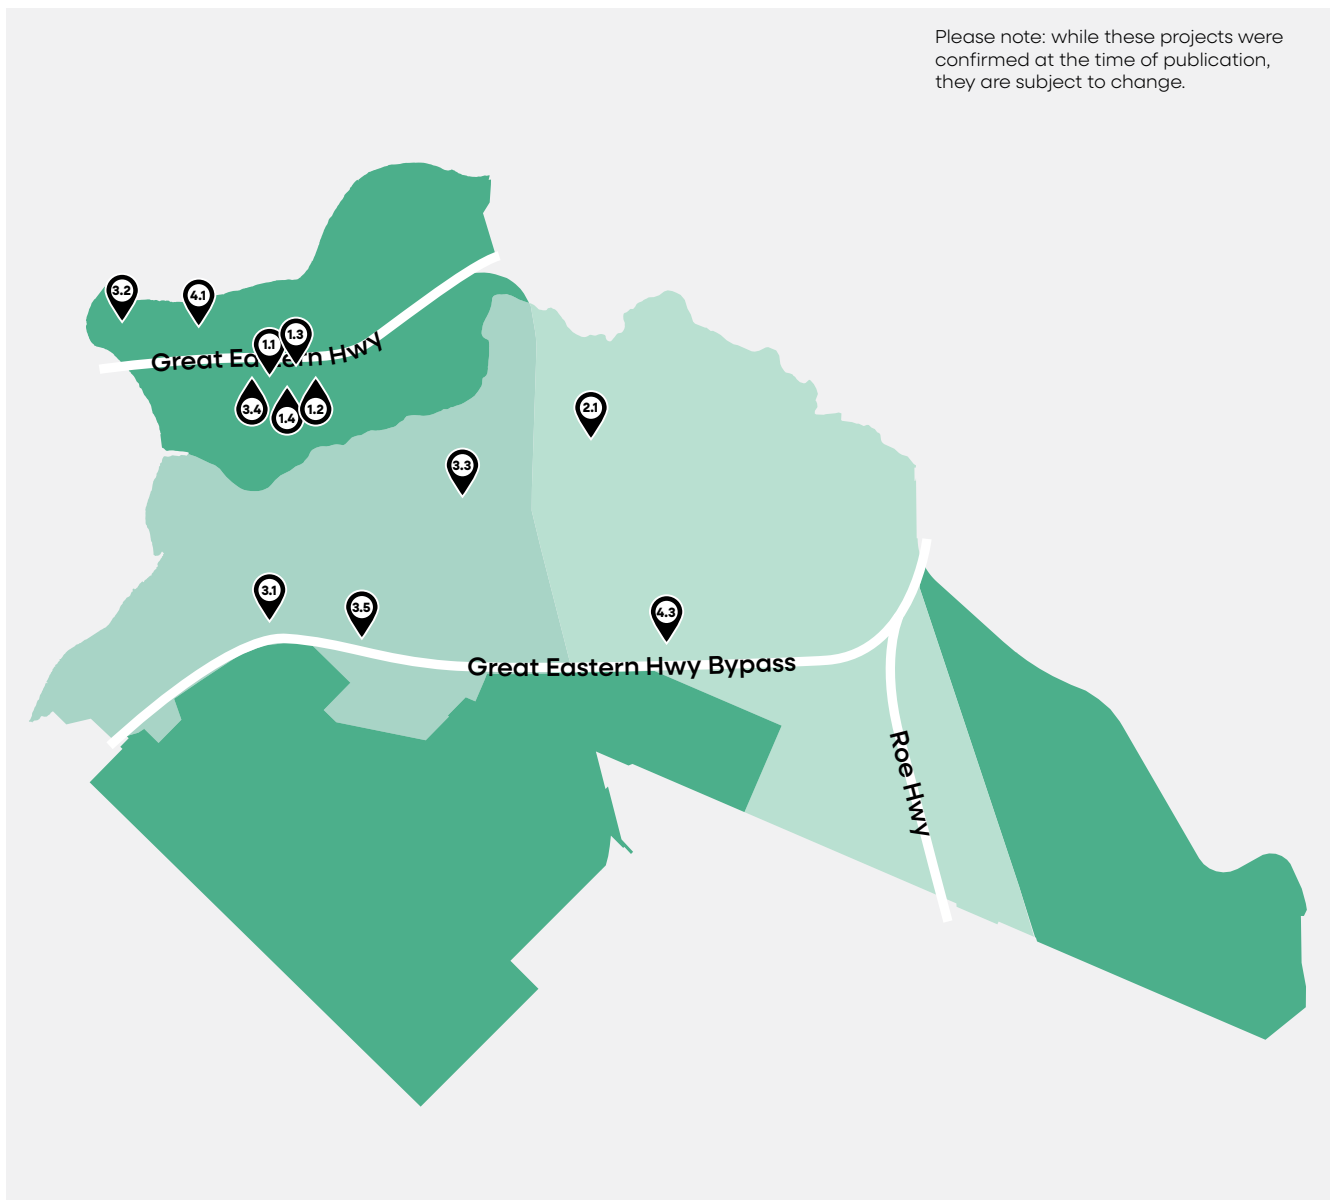 Please note: while these projects were
confirmed at the time of publication,
they are subject to change.
3.2
4.1
1.3
1.1
Great Eastern Hwy
3.4
1.4
1.2
2.1
3.3
3.1
3.5
4.3
Great Eastern Hwy Bypass
Roe Hwy